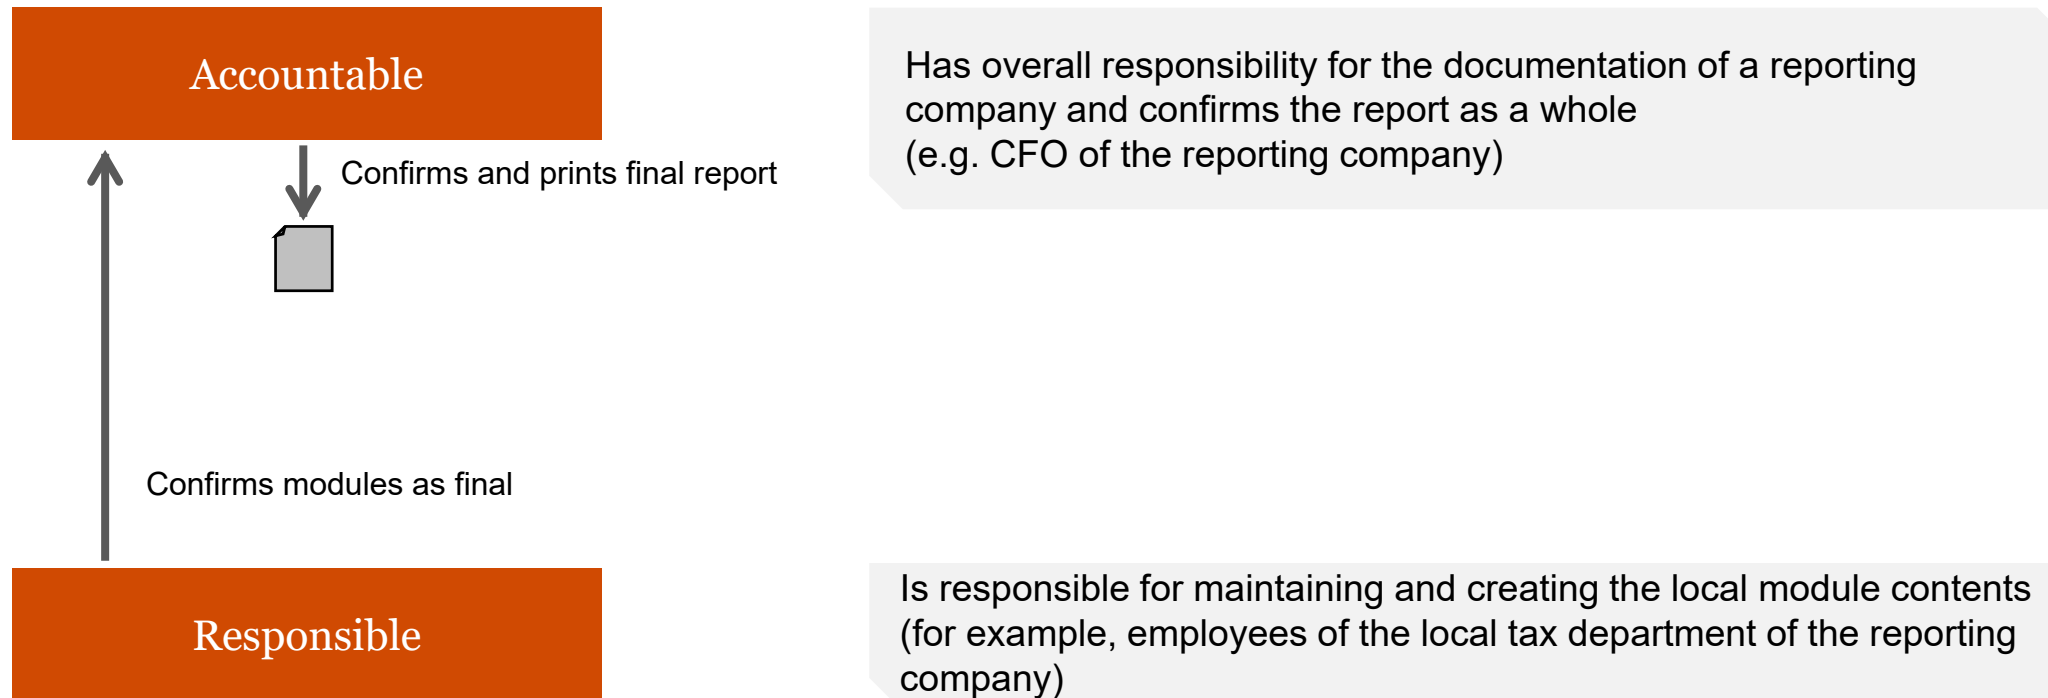 Accountable
Has overall responsibility for the documentation of a reporting
company and confirms the report as a whole
(e.g. CFO of the reporting company)
Confirms and prints final report
Confirms modules as final
Responsible
Is responsible for maintaining and creating the local module contents
(for example, employees of the local tax department of the reporting
company)